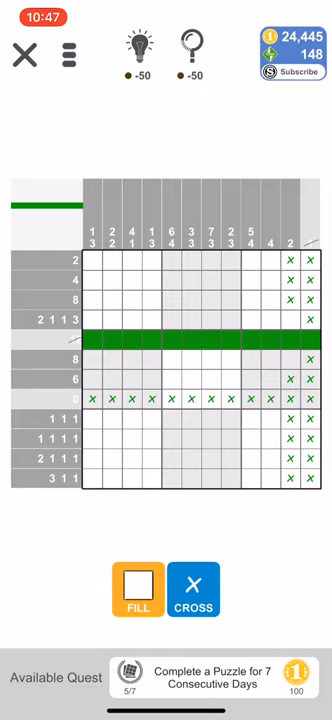 10:47
-50
-50
24,445
148
S Subscribe
1 2 4 1 6 3 7 2 5
3 2 1 3 4 3 3 3 4 4 2
2
4
8
2 1 1 3
8
6
0
1 1 1
1 1 1 1
2 1 1 1
3 1 1
FILL
CROSS
Available Quest
5/7
Complete a Puzzle for 7
Consecutive Days
1
100